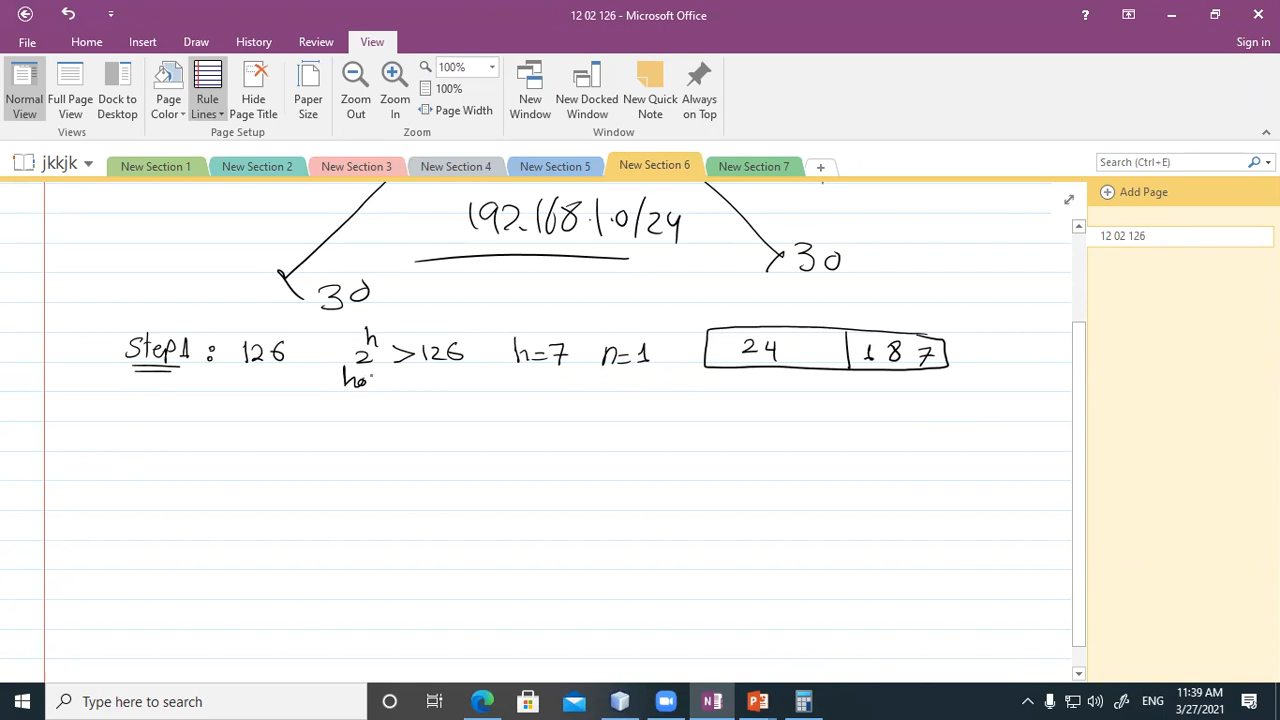 12 02 126 - Microsoft Office
Sign in
File Home Insert Draw History Review View
Normal View
Full Page View
Dock to Desktop
Page Color
Rule Lines
Hide Page Title
Paper Size
Zoom Out
Zoom In
100%
100%
Page Width
New Window
New Docked Window
New Quick Note
Always on Top
Views Page Setup Zoom Window
jkkjk New Section 1 New Section 2 New Section 3 New Section 4 New Section 5 New Section 6 New Section 7
Search (Ctrl+E)
Add Page
12 02 126
192.168.1.0/24
30
30
Step1 : 126 2^h >126 h=7 n=1 24 1 8 7
ho
Type here to search
ENG
11:39 AM
3/27/2021